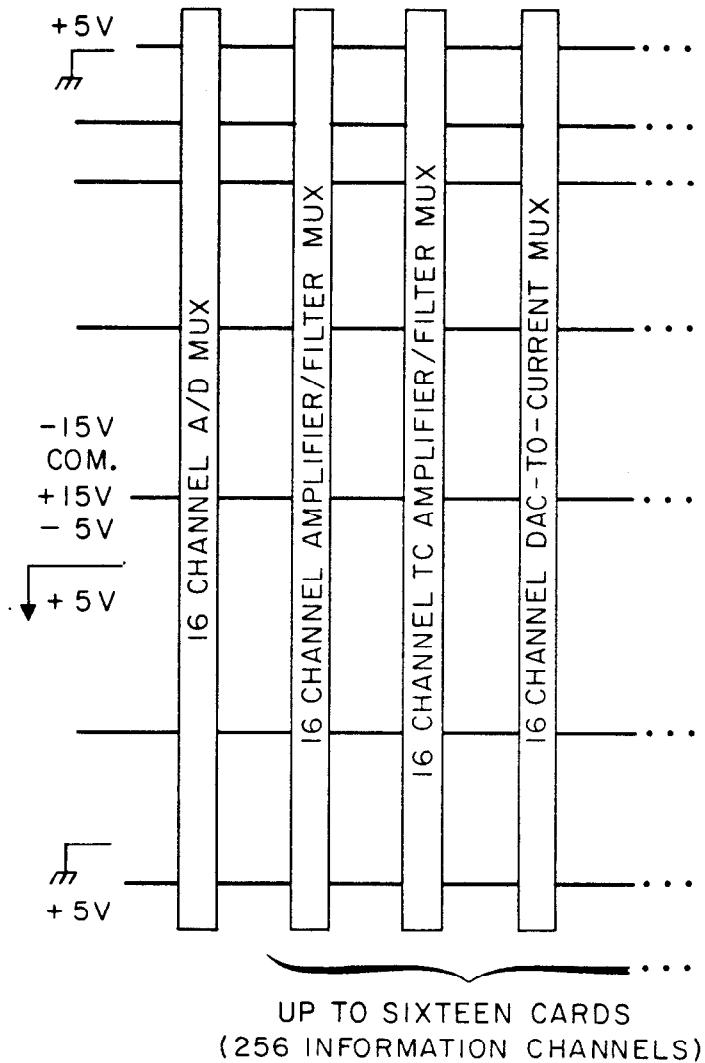 +5V
-15V
COM.
+15V
- 5V
+ 5V
+ 5V
16 CHANNEL A/D MUX
16 CHANNEL AMPLIFIER/FILTER MUX
16 CHANNEL TC AMPLIFIER/FILTER MUX
16 CHANNEL DAC-TO-CURRENT MUX
UP TO SIXTEEN CARDS
(256 INFORMATION CHANNELS)